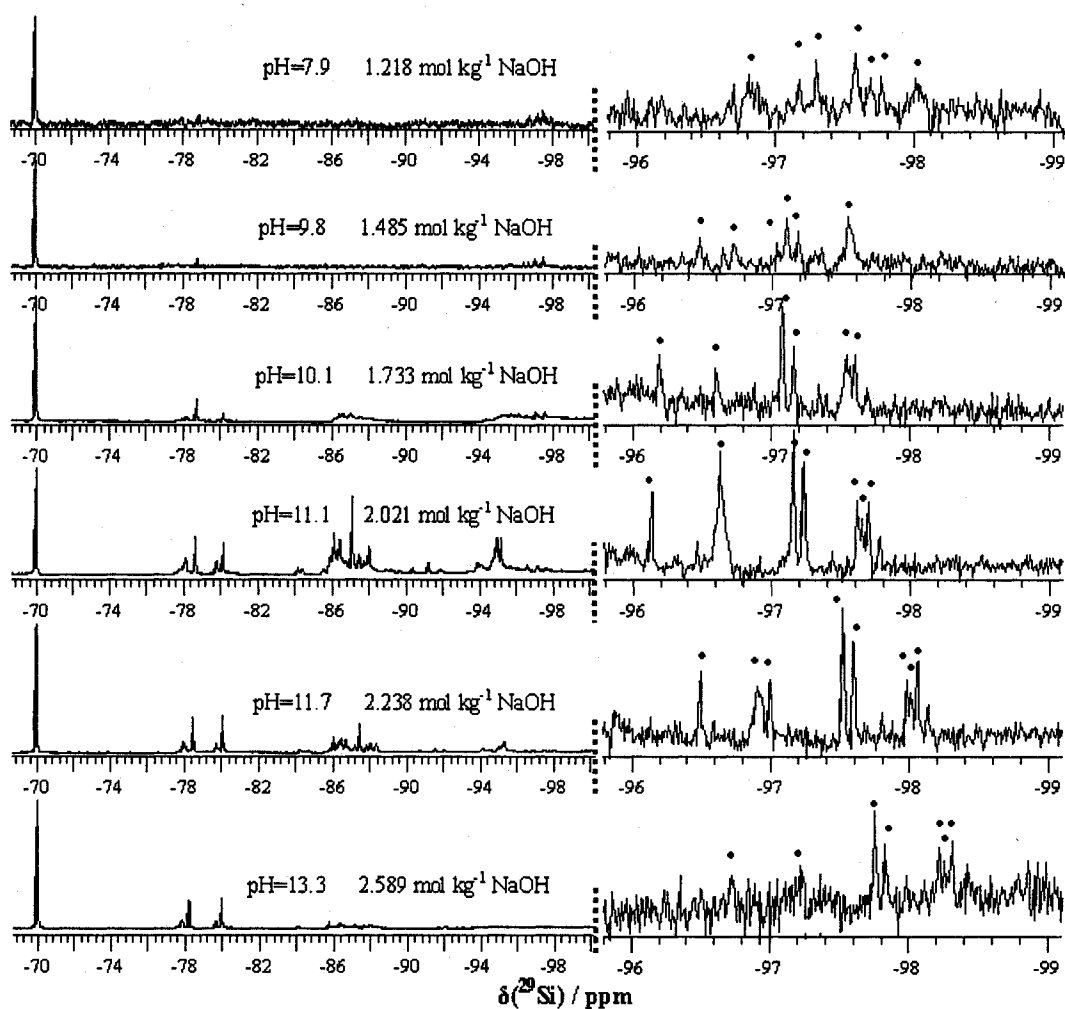 pH=7.9 1.218 mol kg⁻¹ NaOH
-70 -74 -78 -82 -86 -90 -94 -98 -96 -97 -98 -99
pH=9.8 1.485 mol kg⁻¹ NaOH
-70 -74 -78 -82 -86 -90 -94 -98 -96 -97 -98 -99
pH=10.1 1.733 mol kg⁻¹ NaOH
-70 -74 -78 -82 -86 -90 -94 -98 -96 -97 -98 -99
pH=11.1 2.021 mol kg⁻¹ NaOH
-70 -74 -78 -82 -86 -90 -94 -98 -96 -97 -98 -99
pH=11.7 2.238 mol kg⁻¹ NaOH
-70 -74 -78 -82 -86 -90 -94 -98 -96 -97 -98 -99
pH=13.3 2.589 mol kg⁻¹ NaOH
-70 -74 -78 -82 -86 -90 -94 -98 -96 -97 -98 -99
δ(²⁹Si) / ppm